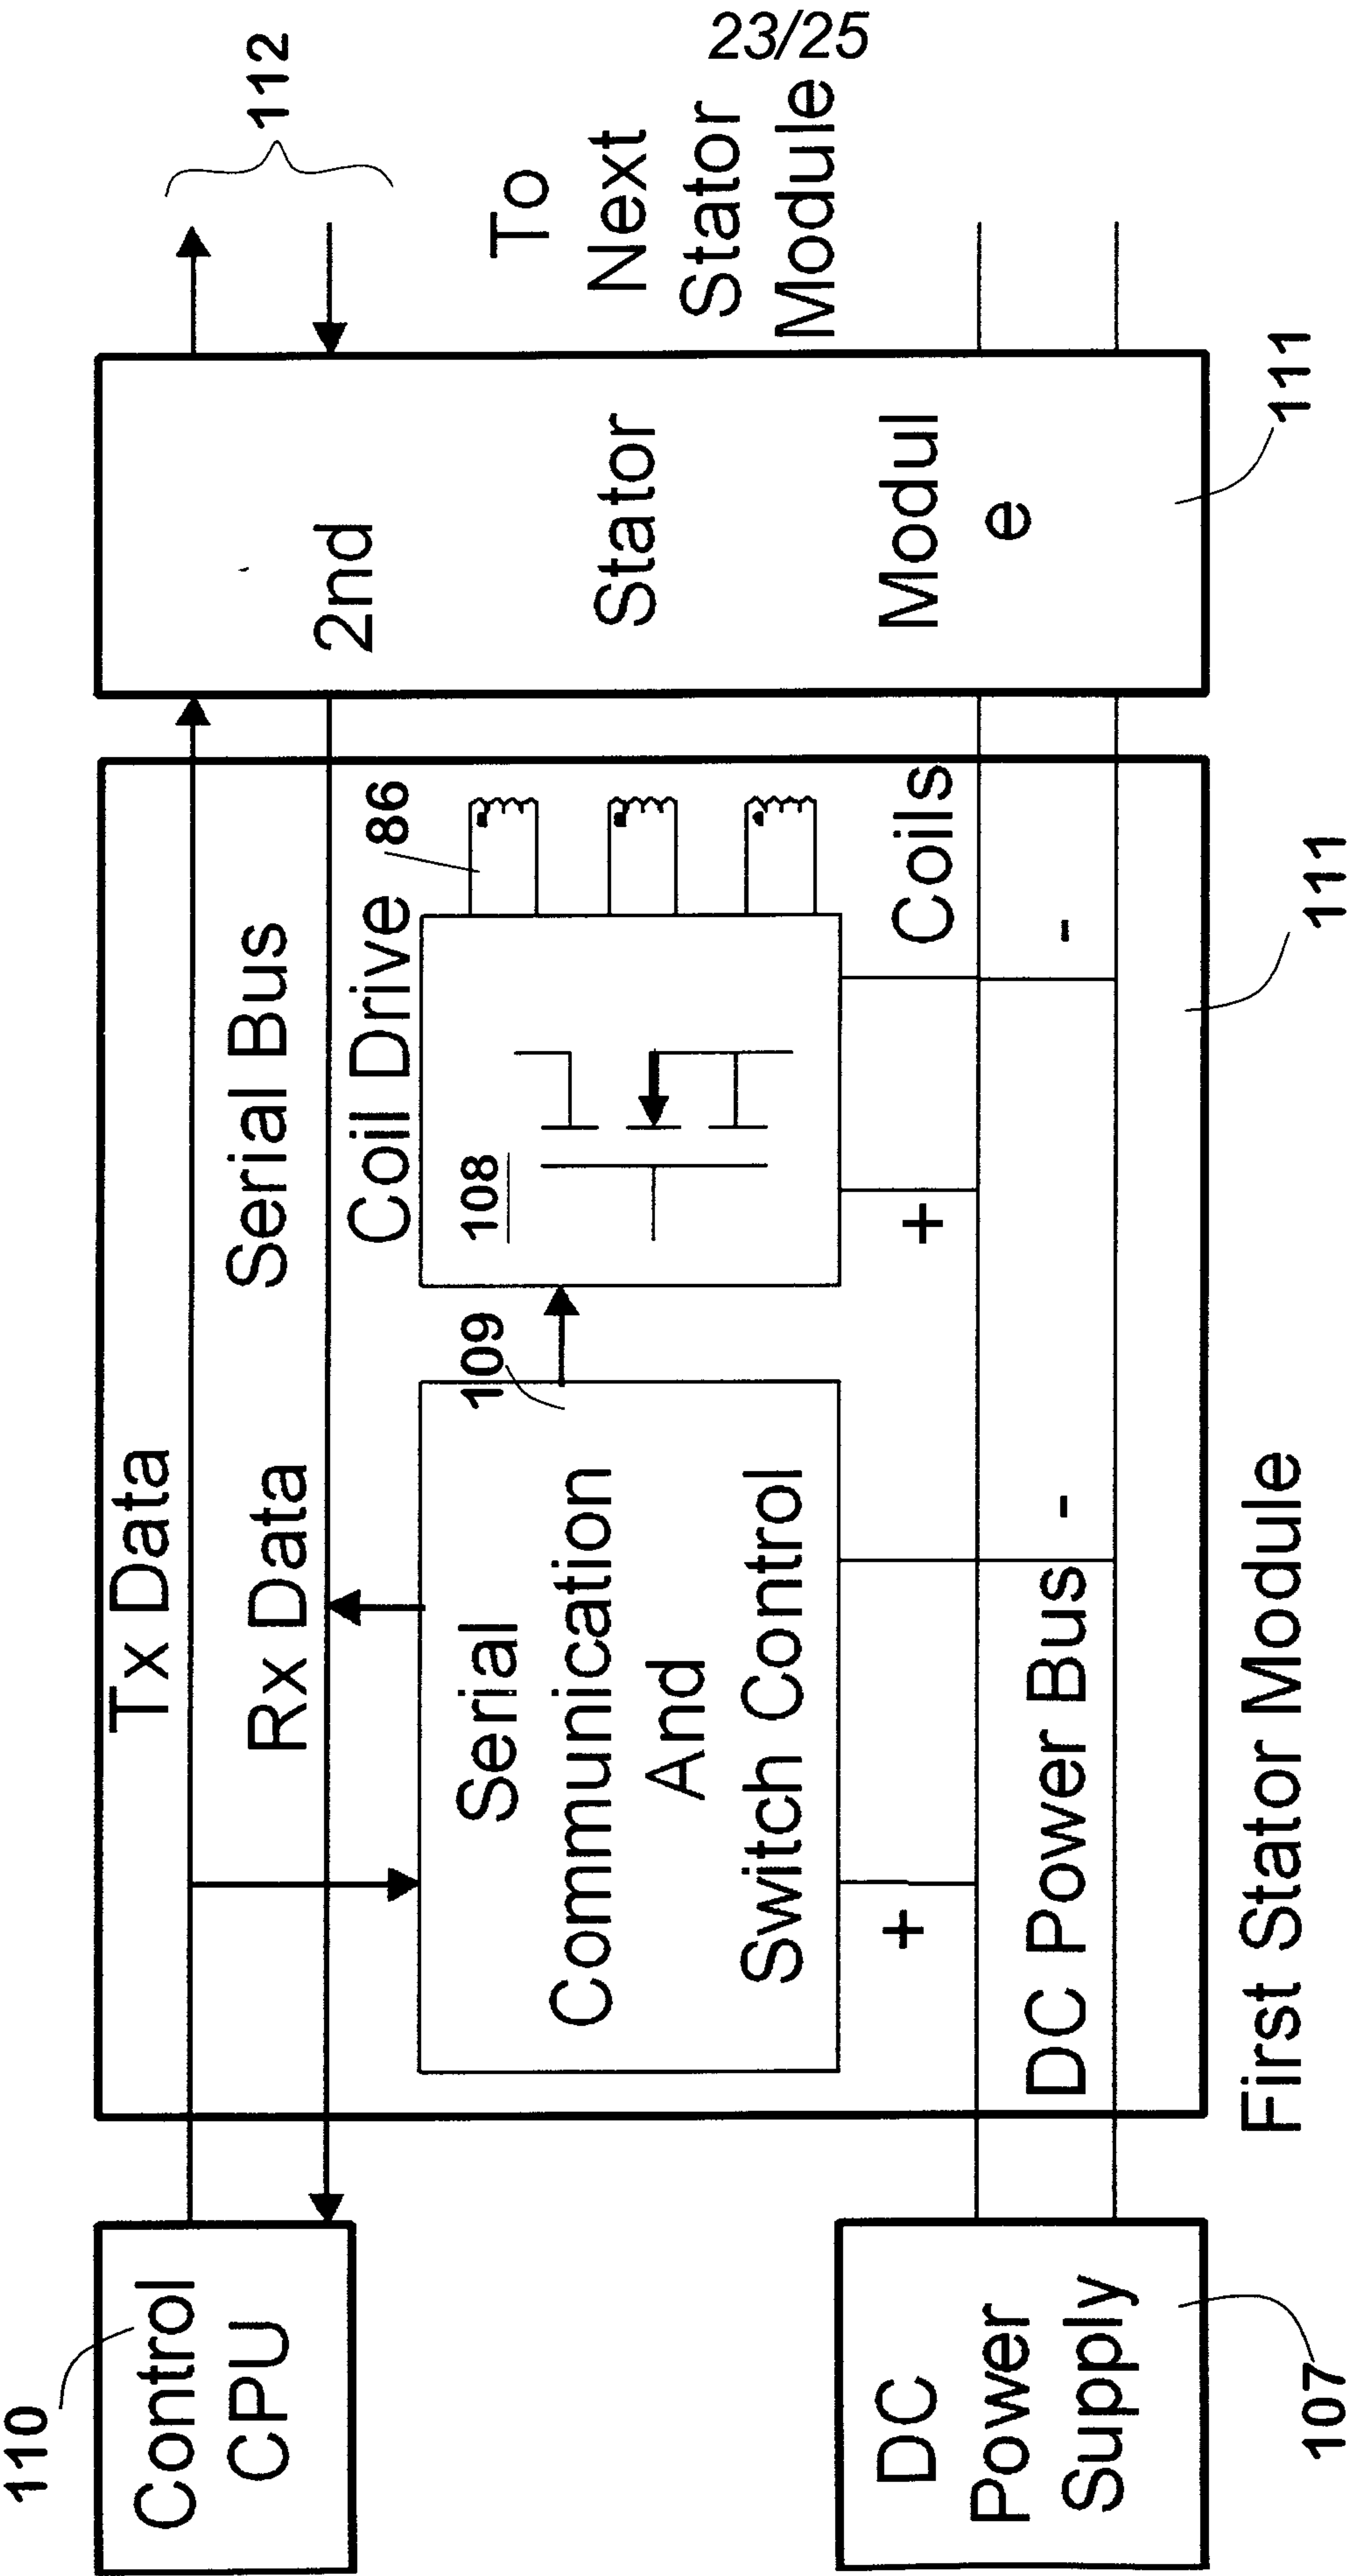 23/25
110
Control
CPU
DC
Power
Supply
107
Tx Data
Rx Data
Serial Bus
Serial
Communication
And
Switch Control
109
Coil Drive
108
86
Coils
+
-
+
-
DC Power Bus
First Stator Module
111
2nd
Stator
Modul
e
111
112
To
Next
Stator
Module